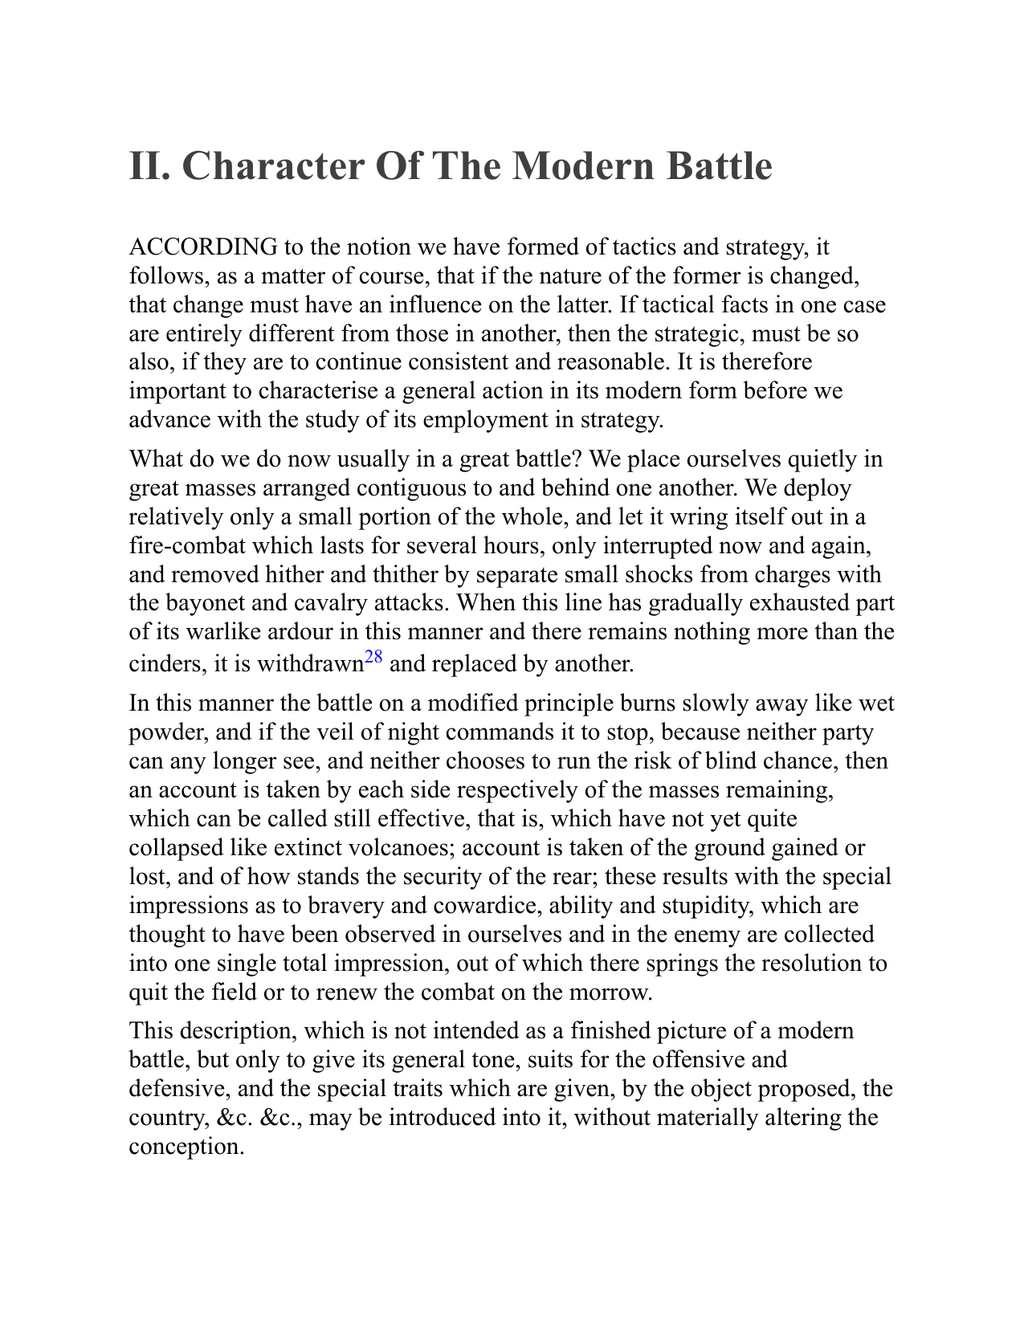 II. Character Of The Modern Battle
ACCORDING to the notion we have formed of tactics and strategy, it
follows, as a matter of course, that if the nature of the former is changed,
that change must have an influence on the latter. If tactical facts in one case
are entirely different from those in another, then the strategic, must be so
also, if they are to continue consistent and reasonable. It is therefore
important to characterise a general action in its modern form before we
advance with the study of its employment in strategy.
What do we do now usually in a great battle? We place ourselves quietly in
great masses arranged contiguous to and behind one another. We deploy
relatively only a small portion of the whole, and let it wring itself out in a
fire-combat which lasts for several hours, only interrupted now and again,
and removed hither and thither by separate small shocks from charges with
the bayonet and cavalry attacks. When this line has gradually exhausted part
of its warlike ardour in this manner and there remains nothing more than the
cinders, it is withdrawn28 and replaced by another.
In this manner the battle on a modified principle burns slowly away like wet
powder, and if the veil of night commands it to stop, because neither party
can any longer see, and neither chooses to run the risk of blind chance, then
an account is taken by each side respectively of the masses remaining,
which can be called still effective, that is, which have not yet quite
collapsed like extinct volcanoes; account is taken of the ground gained or
lost, and of how stands the security of the rear; these results with the special
impressions as to bravery and cowardice, ability and stupidity, which are
thought to have been observed in ourselves and in the enemy are collected
into one single total impression, out of which there springs the resolution to
quit the field or to renew the combat on the morrow.
This description, which is not intended as a finished picture of a modern
battle, but only to give its general tone, suits for the offensive and
defensive, and the special traits which are given, by the object proposed, the
country, &c. &c., may be introduced into it, without materially altering the
conception.